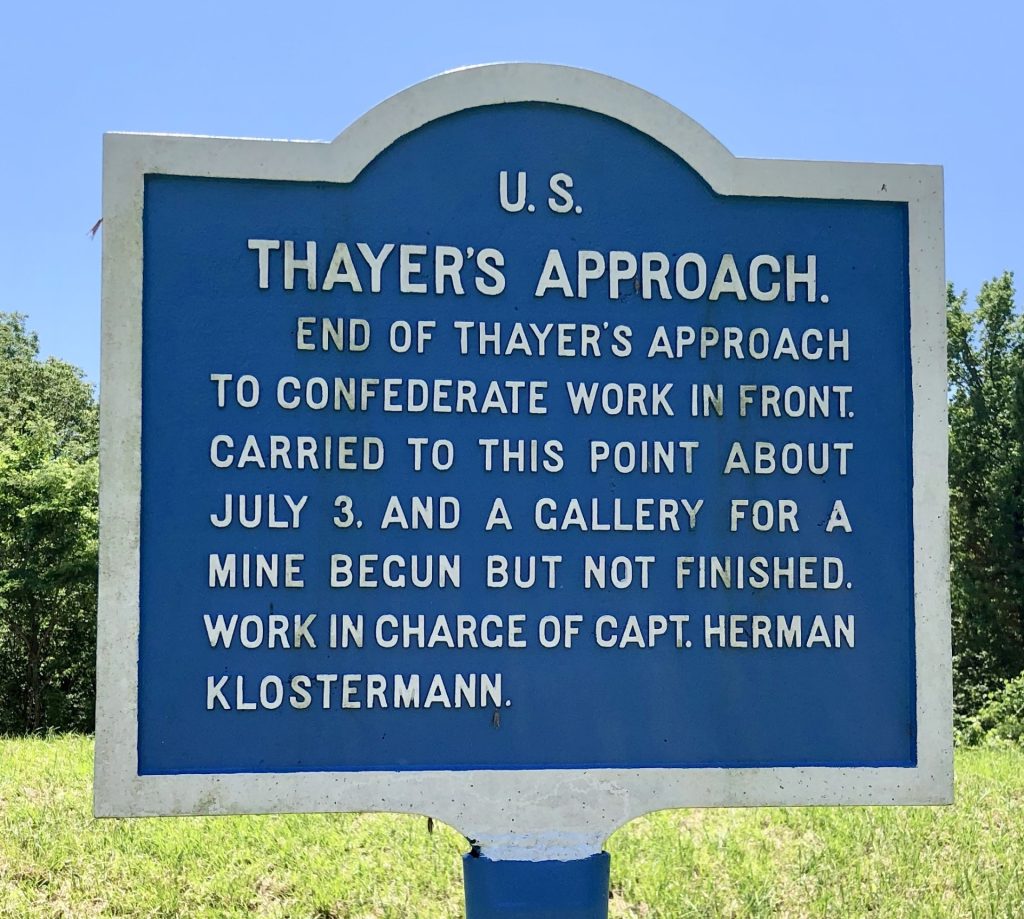 U. S.
THAYER'S APPROACH.
END OF THAYER'S APPROACH
TO CONFEDERATE WORK IN FRONT.
CARRIED TO THIS POINT ABOUT
JULY 3, AND A GALLERY FOR A
MINE BEGUN BUT NOT FINISHED.
WORK IN CHARGE OF CAPT. HERMAN
KLOSTERMANN.